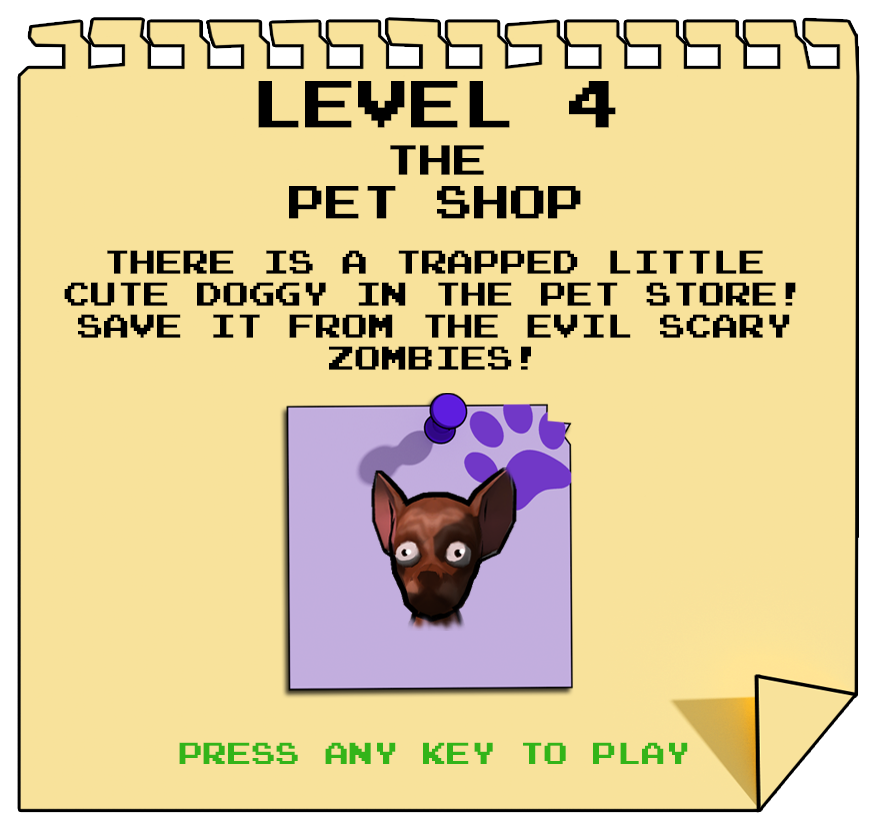 LEVEL 4
THE
PET SHOP
THERE IS A TRAPPED LITTLE
CUTE DOGGY IN THE PET STORE!
SAVE IT FROM THE EVIL SCARY
ZOMBIES!
PRESS ANY KEY TO PLAY